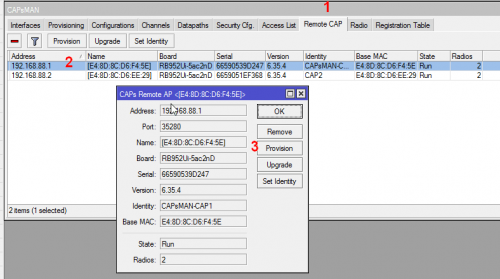 CAPsMAN
1
Interfaces Provisioning Configurations Channels Datapaths Security Cfg. Access List Remote CAP Radio Registration Table
Provision Upgrade Set Identity
Address Name Board Serial Version Identity Base MAC State Radios
2
192.168.88.1 [E4:8D:8C:D6:F4:5E] RB952Ui-5ac2nD 66590539D247 6.35.4 CAPsMAN-C... E4:8D:8C:D6:F4:5E Run 2
192.168.88.2 [E4:8D:8C:D6:EE:29] RB952Ui-5ac2nD 6659051EF368 6.35.4 CAP2 E4:8D:8C:D6:EE:29 Run 2
CAPs Remote AP <[E4:8D:8C:D6:F4:5E]>
Address: 192.168.88.1 OK
Port: 35280
Remove
Name: [E4:8D:8C:D6:F4:5E]
3 Provision
Board: RB952Ui-5ac2nD
Upgrade
Serial: 66590539D247
Set Identity
Version: 6.35.4
Identity: CAPsMAN-CAP1
Base MAC: E4:8D:8C:D6:F4:5E
State: Run
Radios: 2
2 items (1 selected)